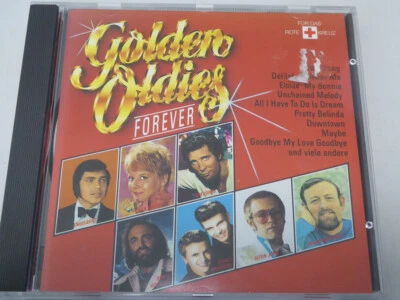 Golden
Oldies
FOREVER
FÜR DAS
ROTE KREUZ
Eloise My Bonnie
Unchained Melody
All I Have To Do Is Dream
Pretty Belinda
Downtown
Maybe
Goodbye My Love Goodbye
und viele andere